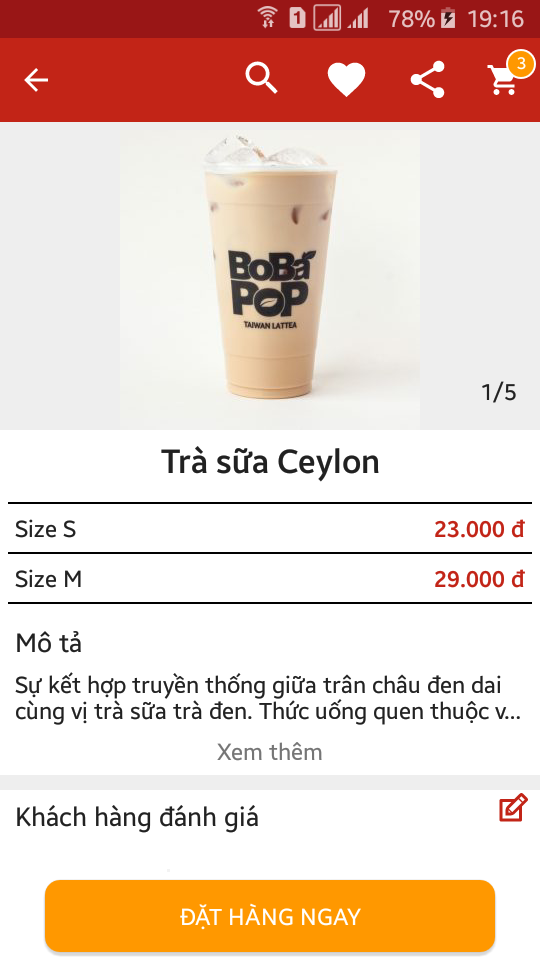 1 78% 19:16
3
BoBa
POP
TAIWAN LATTEA
1/5
Trà sữa Ceylon
Size S 23.000 đ
Size M 29.000 đ
Mô tả
Sự kết hợp truyền thống giữa trân châu đen dai
cùng vị trà sữa trà đen. Thức uống quen thuộc v...
Xem thêm
Khách hàng đánh giá
ĐẶT HÀNG NGAY